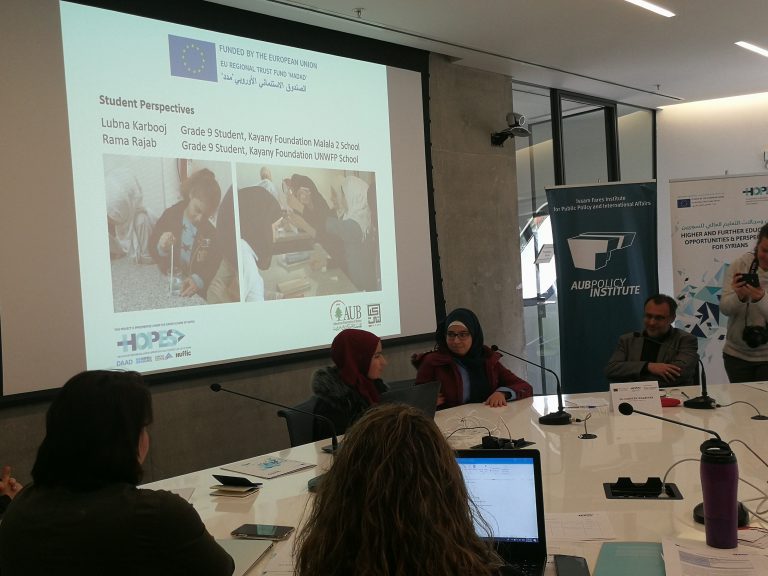 FUNDED BY THE EUROPEAN UNION
EU REGIONAL TRUST FUND 'MADAD'
الصندوق الاستئماني الأوروبي "مدد"
Student Perspectives
Lubna Karbooj Grade 9 Student, Kayany Foundation Malala 2 School
Rama Rajab Grade 9 Student, Kayany Foundation UNWFP School
HOPES
DAAD
nuffic
AUB
Issam Fares Institute
for Public Policy and International Affairs
AUB POLICY
INSTITUTE
HOPES
HIGHER AND FURTHER EDUC
OPPORTUNITIES & PERSPE
FOR SYRIANS